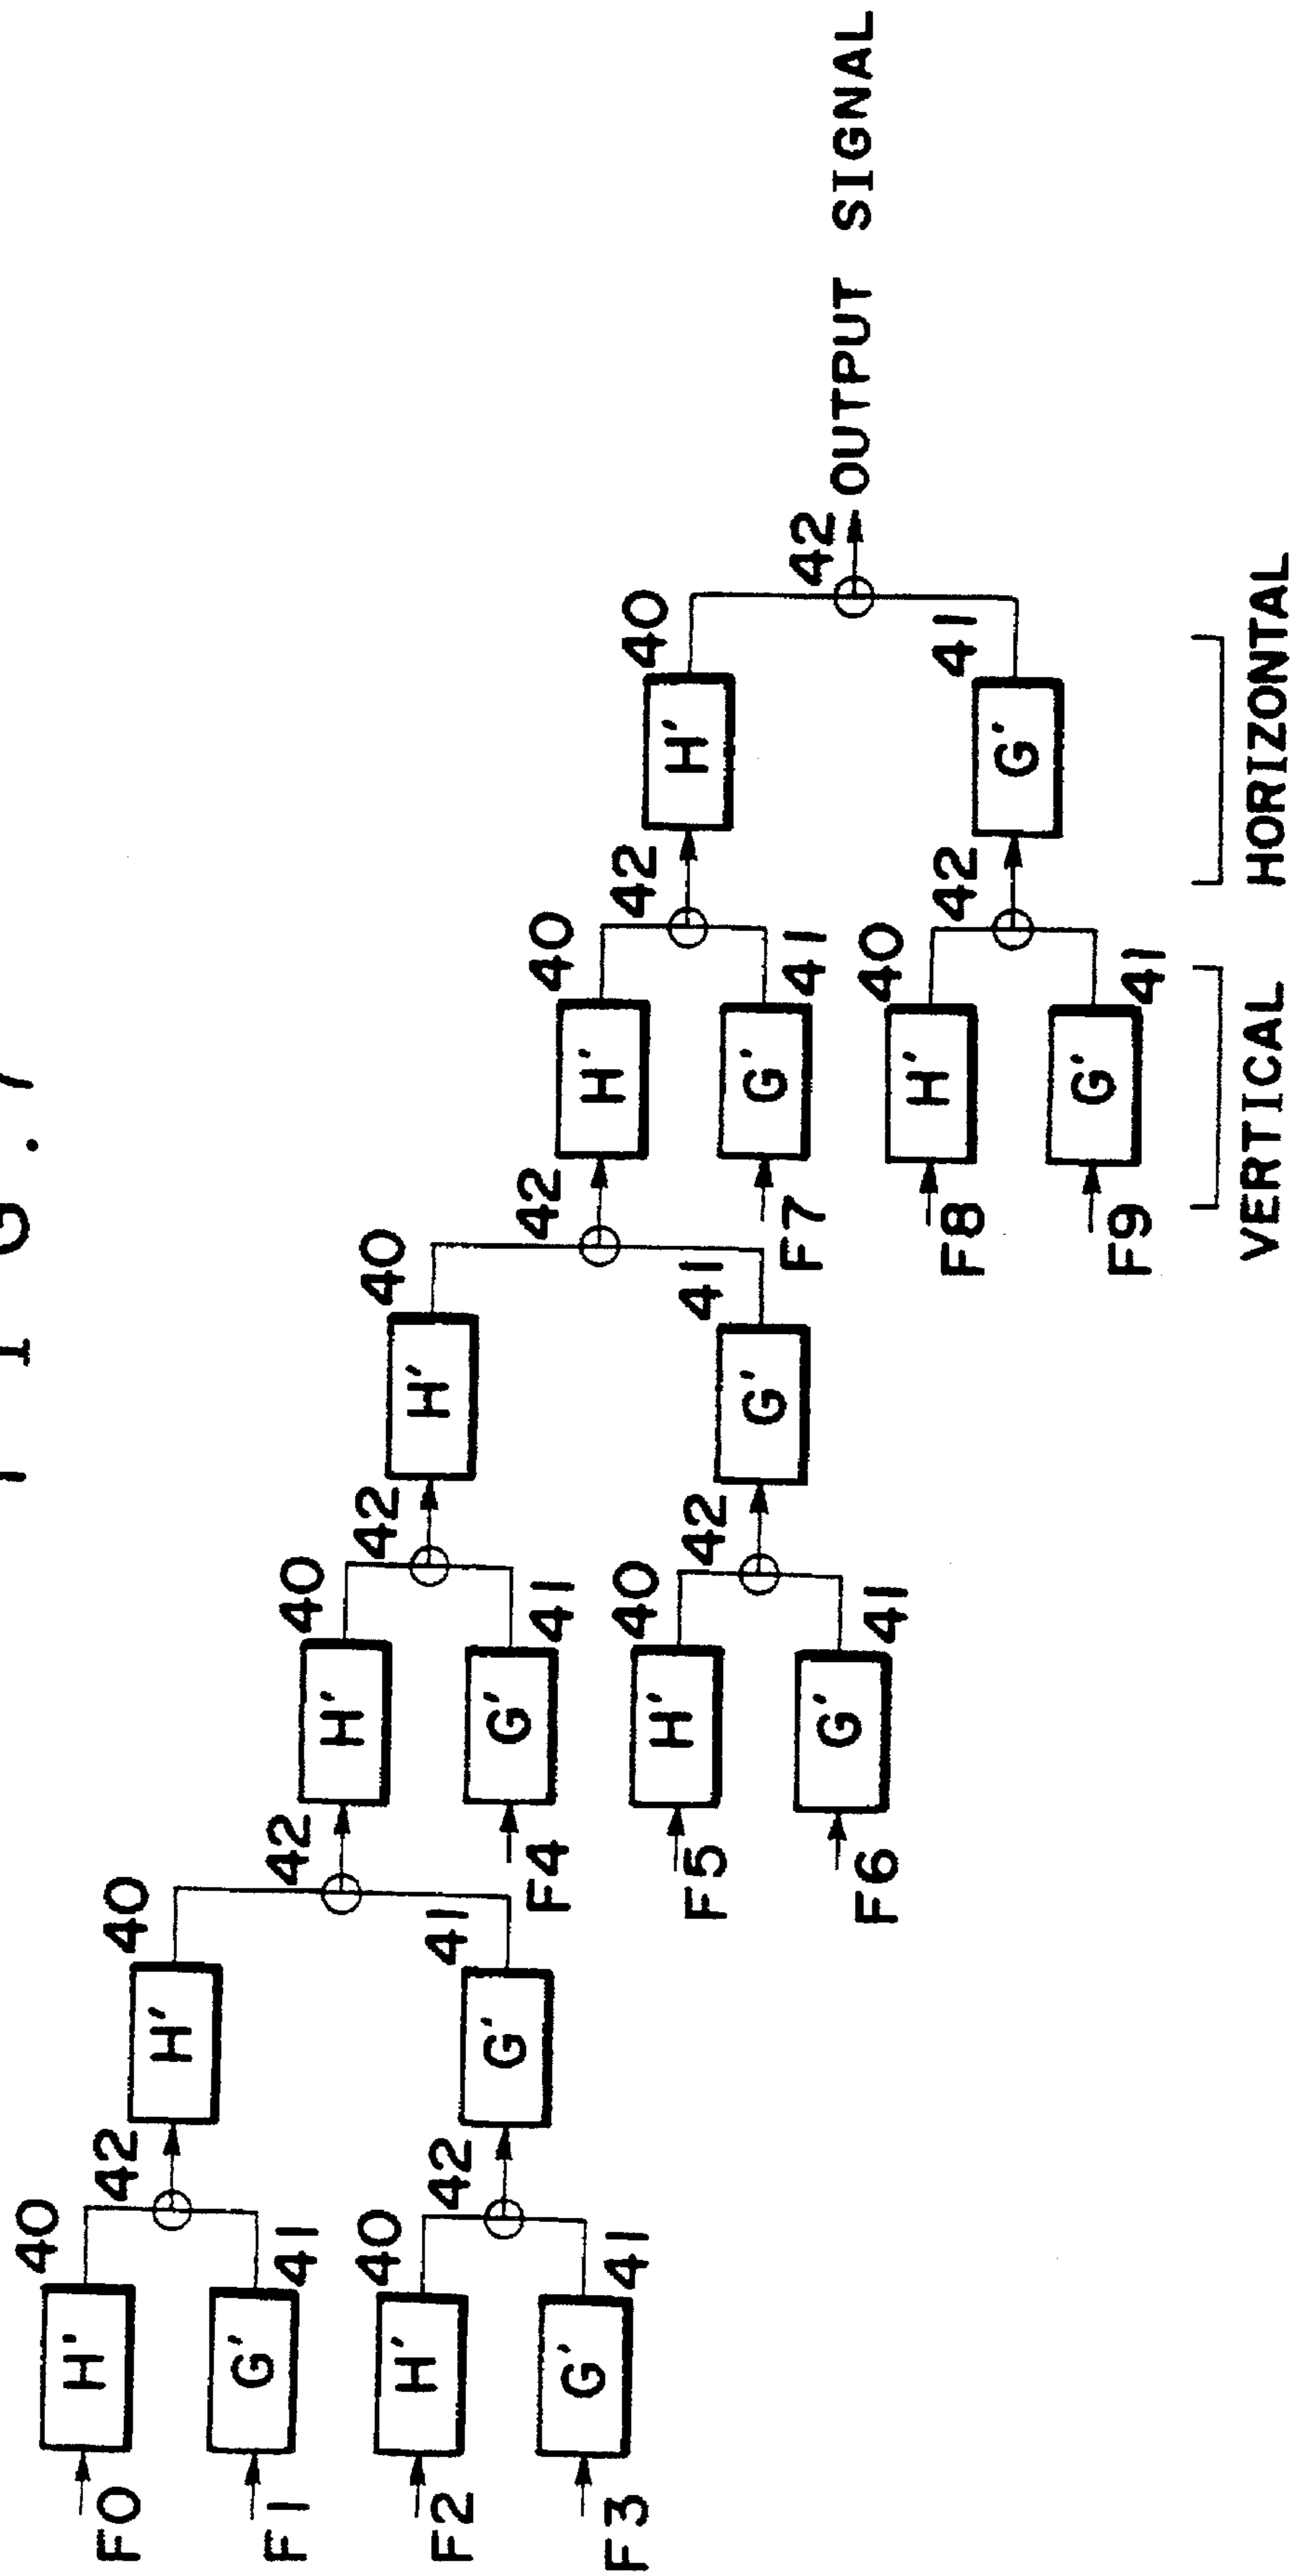 FIG. 7
40
H'
F0 42 40
H'
G'
F1 41 42 40
H'
40 42 40
H' H'
F2 42 41
G' G'
F4 41 42 40
G' H'
F3 41 40 42 40
H' H'
F5 42 41
G' G'
F7 41 42
G' OUTPUT SIGNAL
F6 41 40
H'
F8 42 41
G'
G'
F9 41
VERTICAL HORIZONTAL